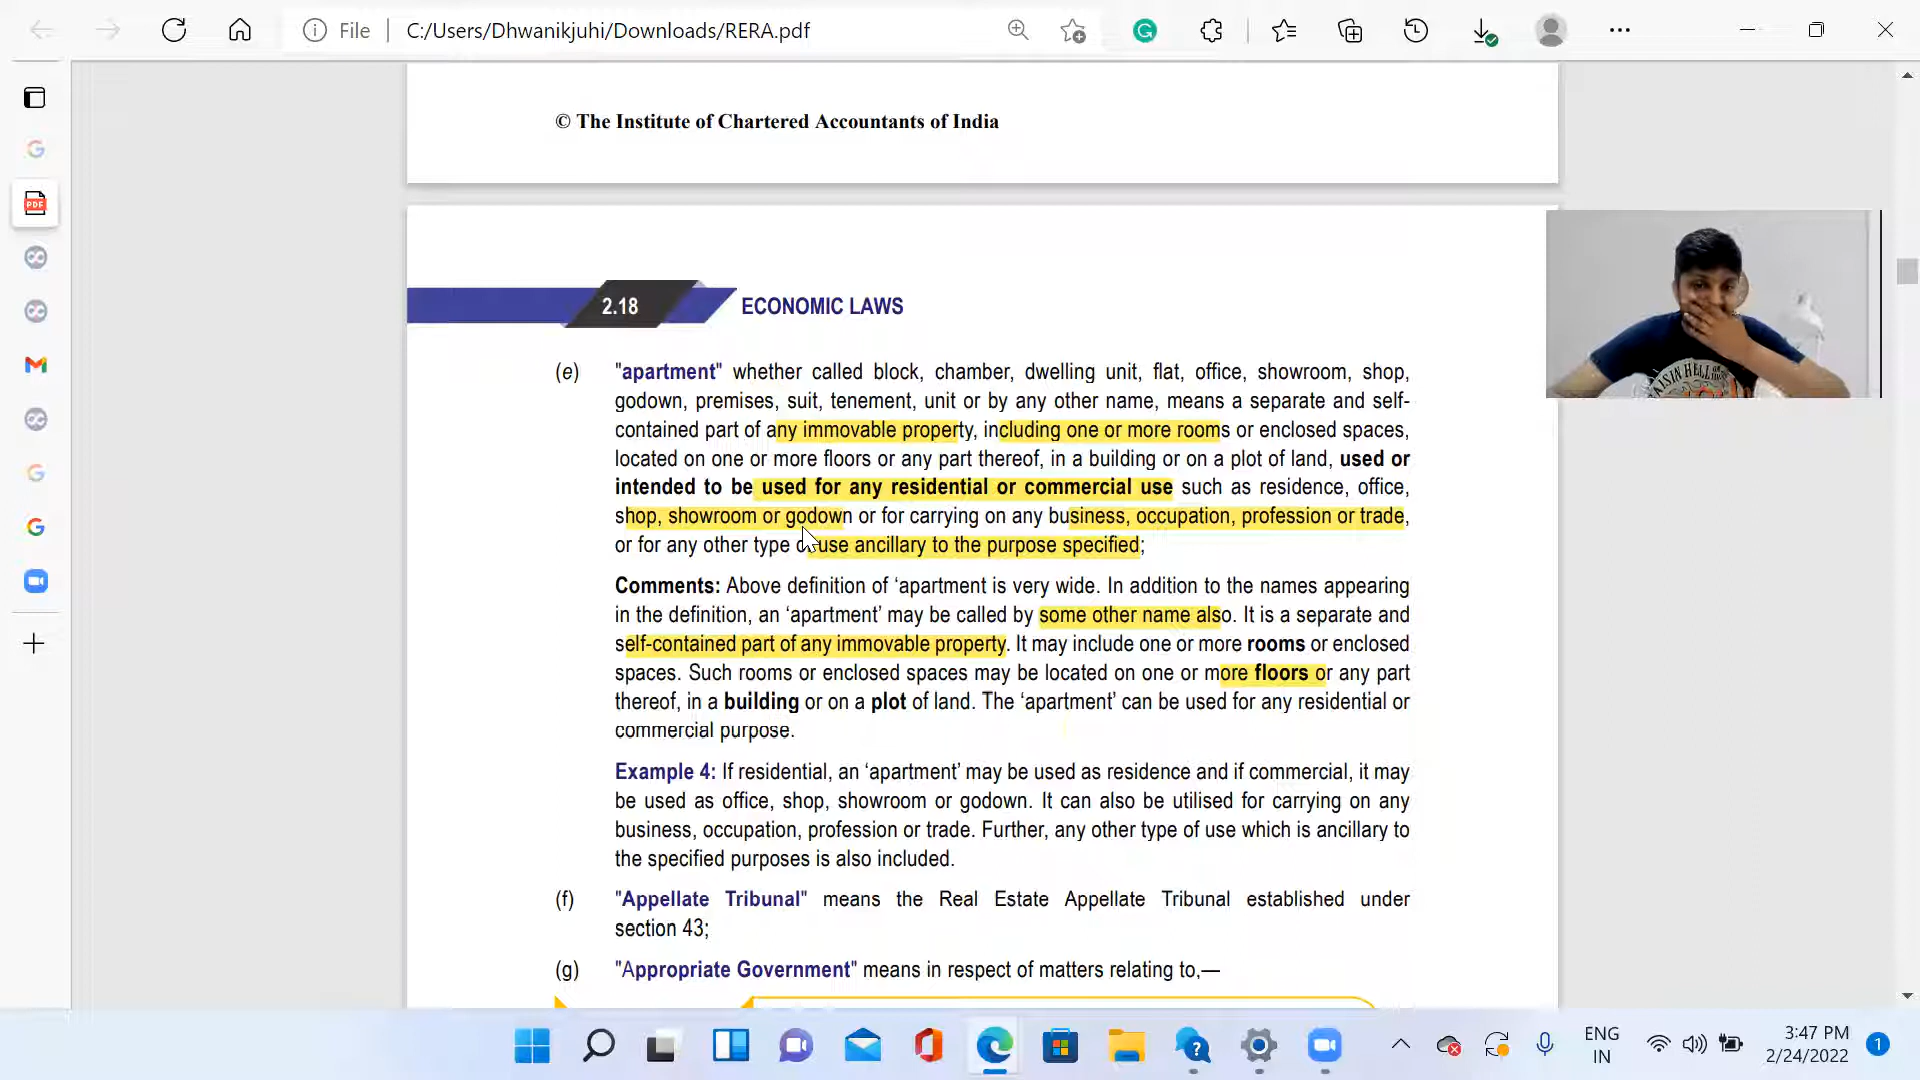 File
C:/Users/Dhwanikjuhi/Downloads/RERA.pdf
© The Institute of Chartered Accountants of India
2.18
ECONOMIC LAWS
(e) "apartment" whether called block, chamber, dwelling unit, flat, office, showroom, shop,
godown, premises, suit, tenement, unit or by any other name, means a separate and self-
contained part of any immovable property, including one or more rooms or enclosed spaces,
located on one or more floors or any part thereof, in a building or on a plot of land, used or
intended to be used for any residential or commercial use such as residence, office,
shop, showroom or godown or for carrying on any business, occupation, profession or trade,
or for any other type of use ancillary to the purpose specified;
Comments: Above definition of ‘apartment is very wide. In addition to the names appearing
in the definition, an ‘apartment’ may be called by some other name also. It is a separate and
self-contained part of any immovable property. It may include one or more rooms or enclosed
spaces. Such rooms or enclosed spaces may be located on one or more floors or any part
thereof, in a building or on a plot of land. The ‘apartment’ can be used for any residential or
commercial purpose.
Example 4: If residential, an ‘apartment’ may be used as residence and if commercial, it may
be used as office, shop, showroom or godown. It can also be utilised for carrying on any
business, occupation, profession or trade. Further, any other type of use which is ancillary to
the specified purposes is also included.
(f) "Appellate Tribunal" means the Real Estate Appellate Tribunal established under
section 43;
(g) "Appropriate Government" means in respect of matters relating to,—
PDF
ENG
IN
3:47 PM
2/24/2022
1